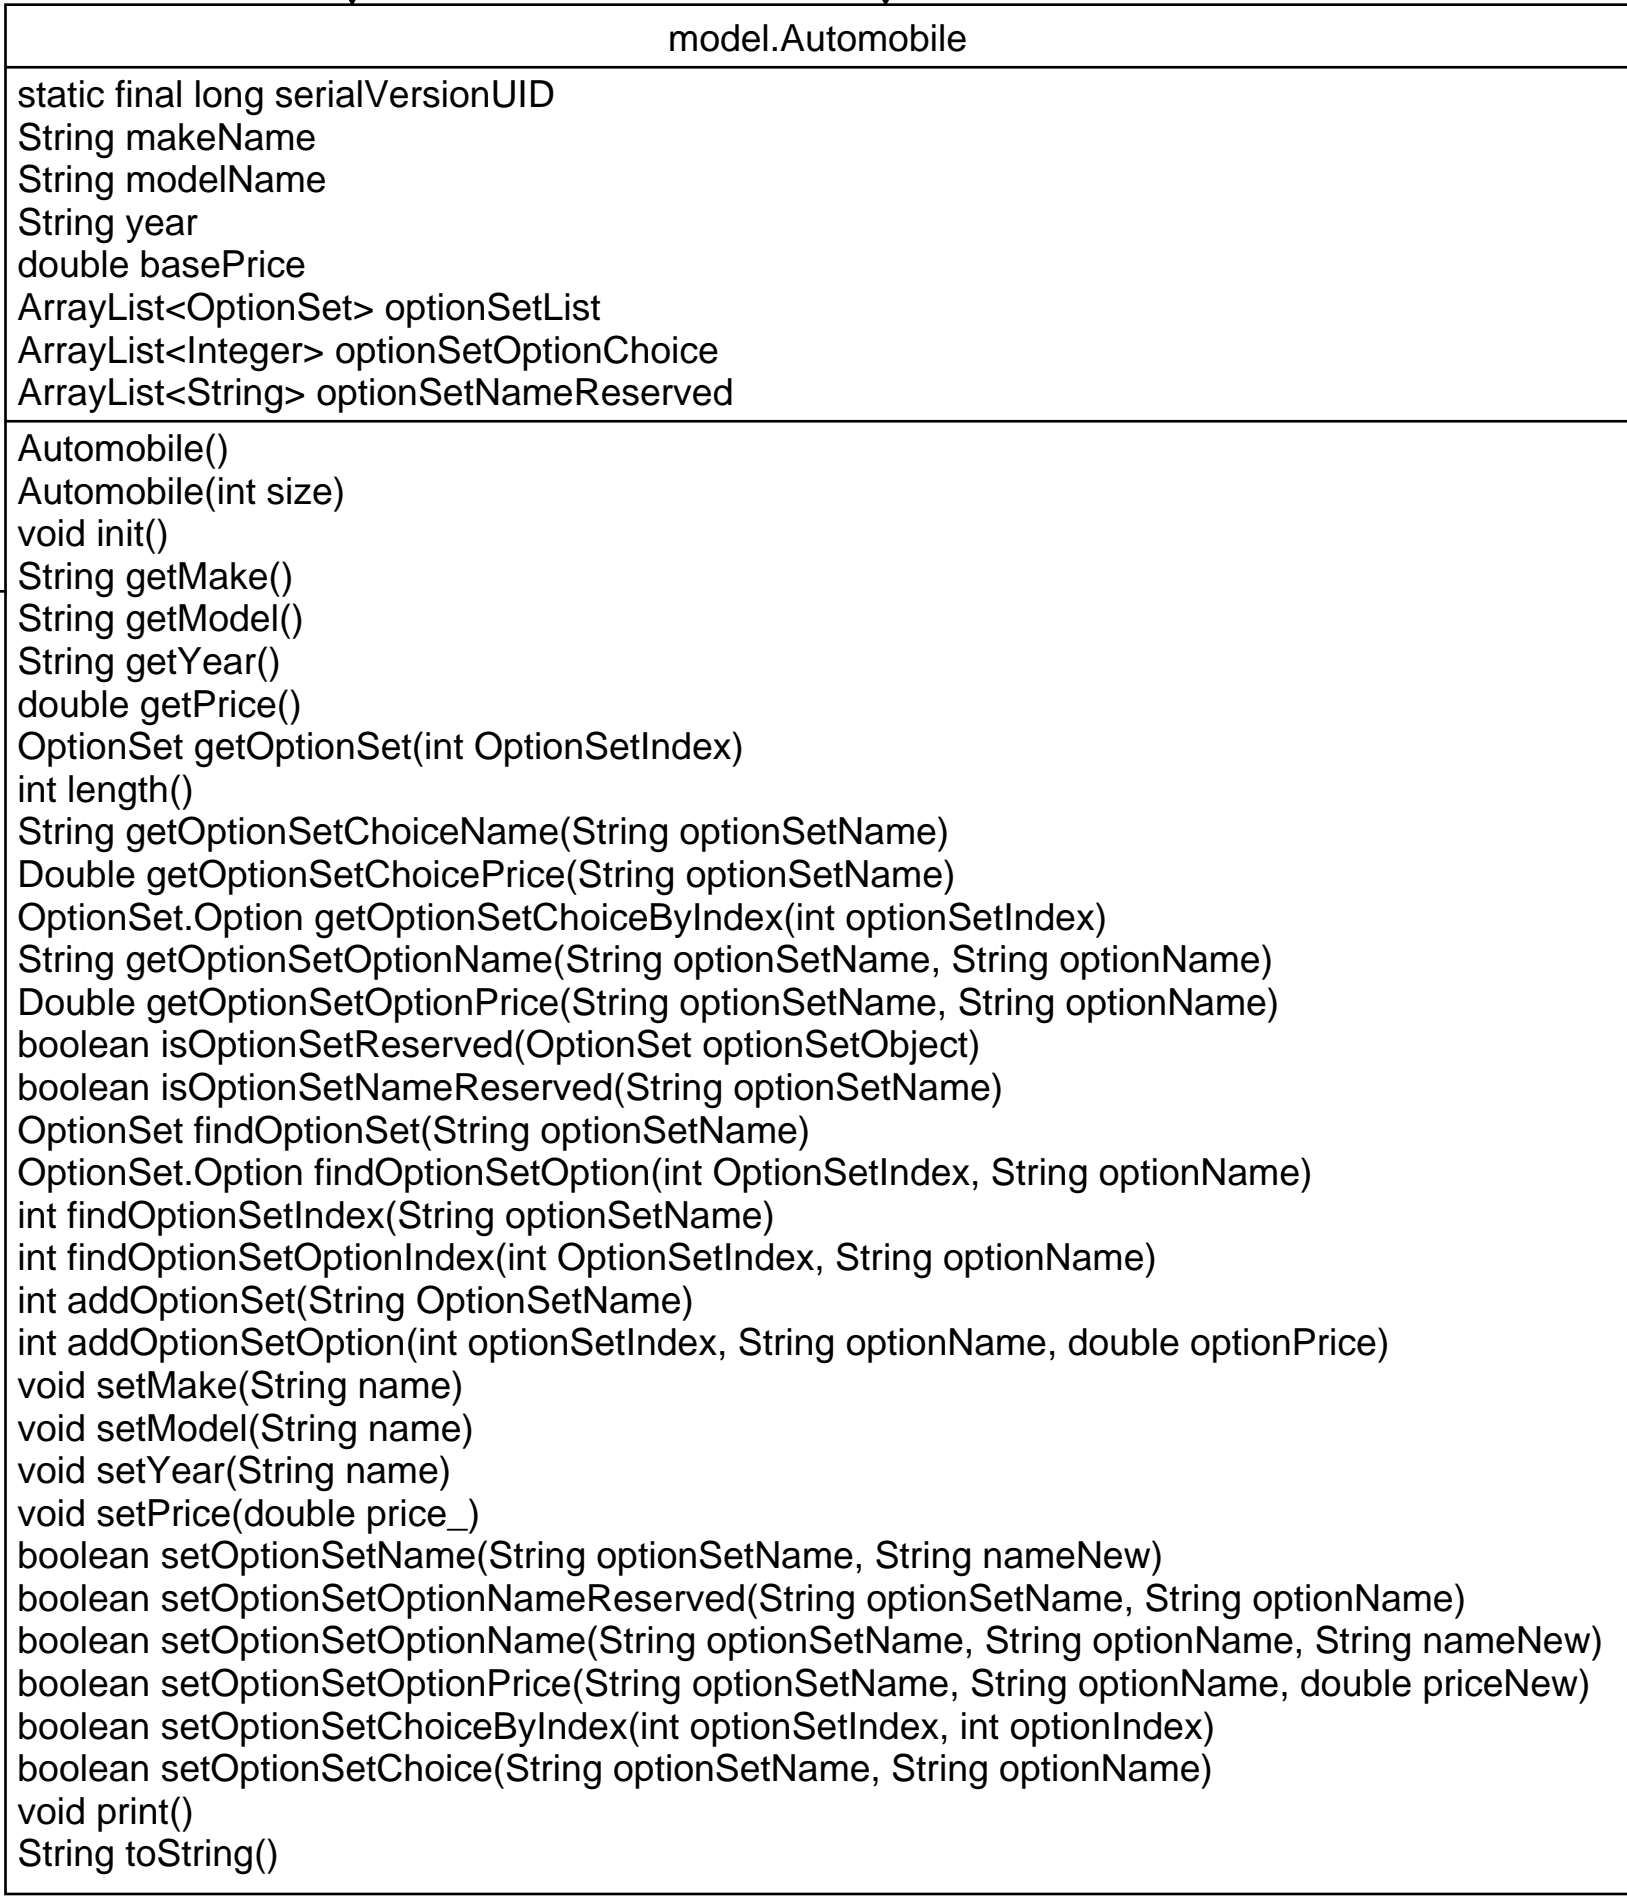 model.Automobile
static final long serialVersionUID
String makeName
String modelName
String year
double basePrice
ArrayList<OptionSet> optionSetList
ArrayList<Integer> optionSetOptionChoice
ArrayList<String> optionSetNameReserved
Automobile()
Automobile(int size)
void init()
String getMake()
String getModel()
String getYear()
double getPrice()
OptionSet getOptionSet(int OptionSetIndex)
int length()
String getOptionSetChoiceName(String optionSetName)
Double getOptionSetChoicePrice(String optionSetName)
OptionSet.Option getOptionSetChoiceByIndex(int optionSetIndex)
String getOptionSetOptionName(String optionSetName, String optionName)
Double getOptionSetOptionPrice(String optionSetName, String optionName)
boolean isOptionSetReserved(OptionSet optionSetObject)
boolean isOptionSetNameReserved(String optionSetName)
OptionSet findOptionSet(String optionSetName)
OptionSet.Option findOptionSetOption(int OptionSetIndex, String optionName)
int findOptionSetIndex(String optionSetName)
int findOptionSetOptionIndex(int OptionSetIndex, String optionName)
int addOptionSet(String OptionSetName)
int addOptionSetOption(int optionSetIndex, String optionName, double optionPrice)
void setMake(String name)
void setModel(String name)
void setYear(String name)
void setPrice(double price_)
boolean setOptionSetName(String optionSetName, String nameNew)
boolean setOptionSetOptionNameReserved(String optionSetName, String optionName)
boolean setOptionSetOptionName(String optionSetName, String optionName, String nameNew)
boolean setOptionSetOptionPrice(String optionSetName, String optionName, double priceNew)
boolean setOptionSetChoiceByIndex(int optionSetIndex, int optionIndex)
boolean setOptionSetChoice(String optionSetName, String optionName)
void print()
String toString()